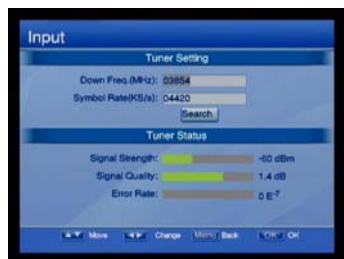 Input
Tuner Setting
Down Freq.(MHz): 03854
Symbol Rate(KS/s): 04420
Search
Tuner Status
Signal Strength: -60 dBm
Signal Quality: 1.4 dB
Error Rate: 0 E-7
Move Change Menu Back OK OK